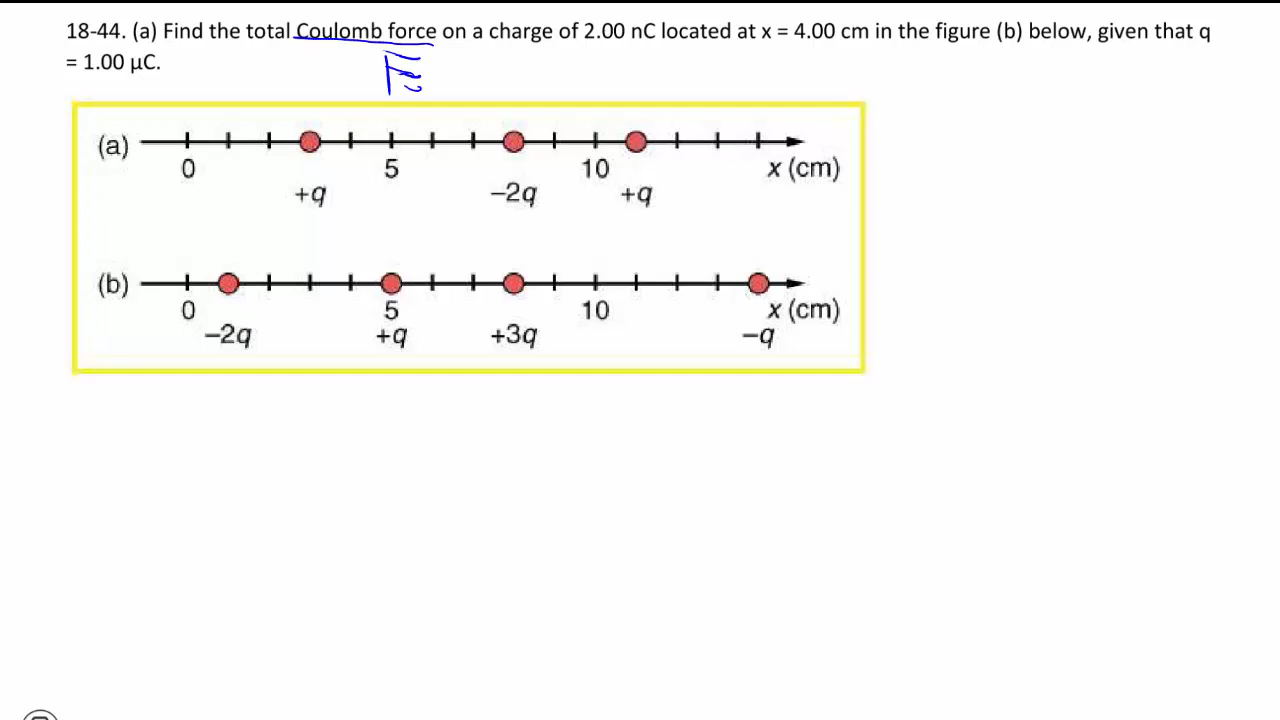 18-44. (a) Find the total Coulomb force on a charge of 2.00 nC located at x = 4.00 cm in the figure (b) below, given that q
= 1.00 μC.
(a)
0 5 10 x (cm)
+q −2q +q
(b)
0 5 10 x (cm)
−2q +q +3q −q